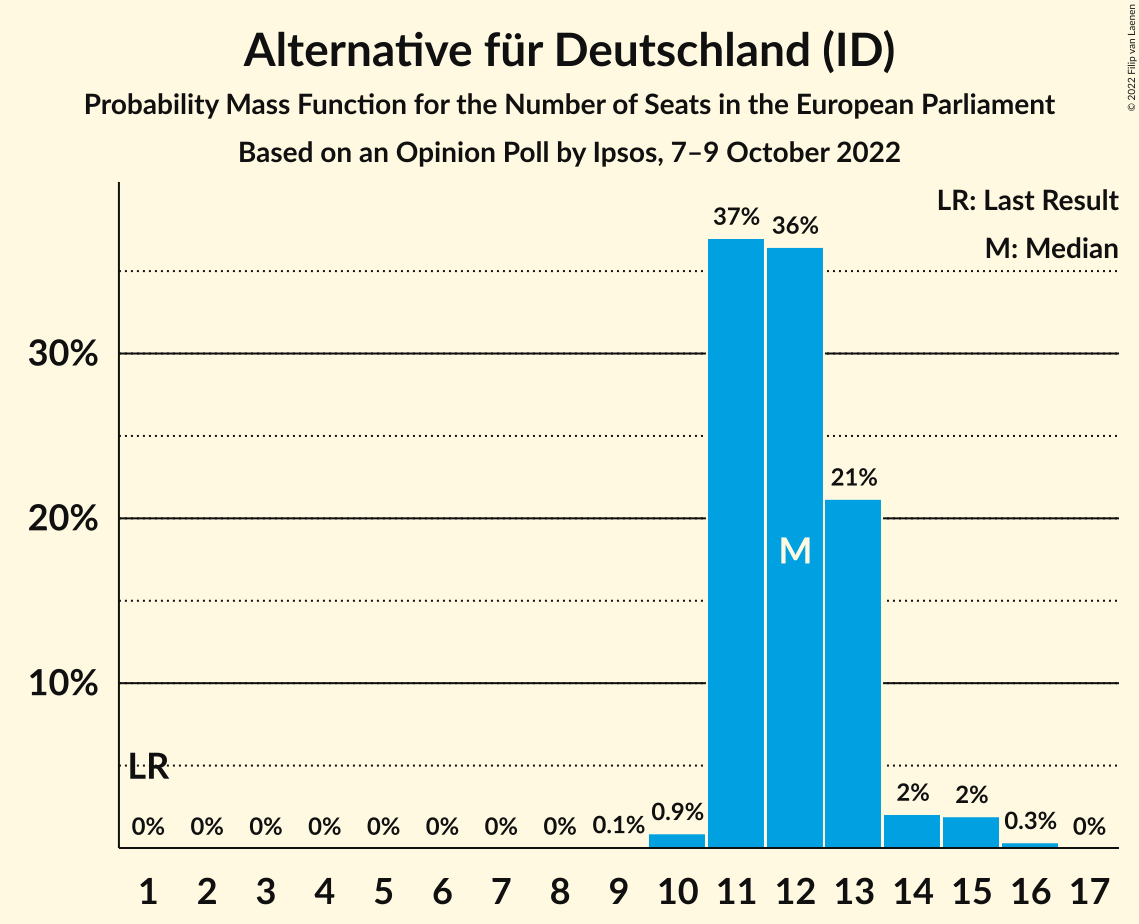 Alternative für Deutschland (ID)
Probability Mass Function for the Number of Seats in the European Parliament
Based on an Opinion Poll by Ipsos, 7–9 October 2022
© 2022 Filip van Laenen
LR: Last Result
M: Median
37%
36%
30%
21%
20%
M
10%
LR
0% 0% 0% 0% 0% 0% 0% 0% 0.1% 0.9% 2% 2% 0.3% 0%
1 2 3 4 5 6 7 8 9 10 11 12 13 14 15 16 17